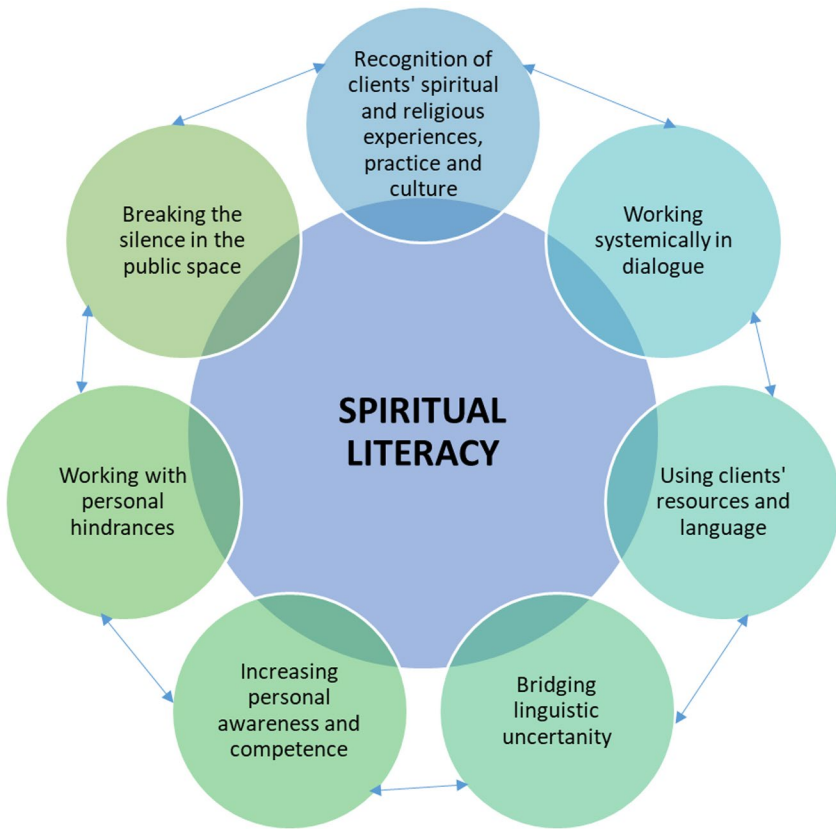 Recognition of
clients' spiritual
and religious
experiences,
practice and
culture
Working
systemically in
dialogue
Using clients'
resources and
language
Bridging
linguistic
uncertanity
Increasing
personal
awareness and
competence
Working with
personal
hindrances
Breaking the
silence in the
public space
SPIRITUAL
LITERACY